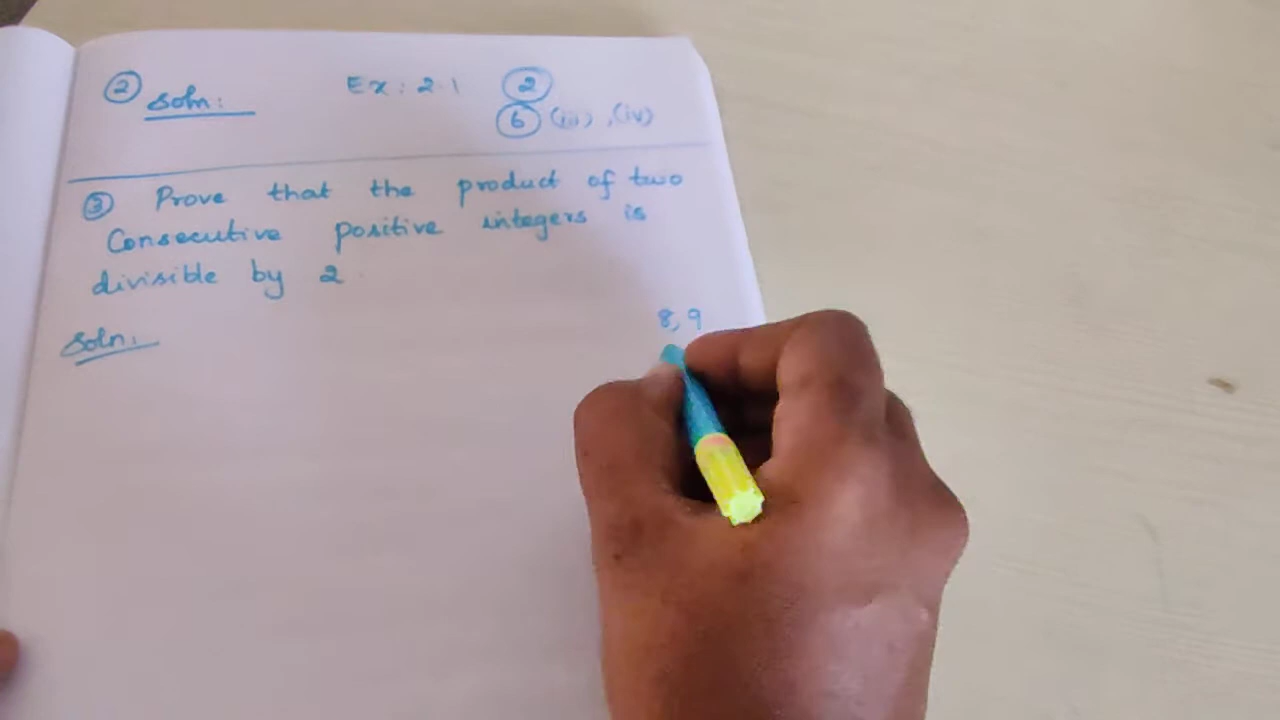 ② Soln: Ex: 2.1 ②
⑥ (iii), (iv)
③ Prove that the product of two
Consecutive positive integers is
divisible by 2
Soln.
8, 9